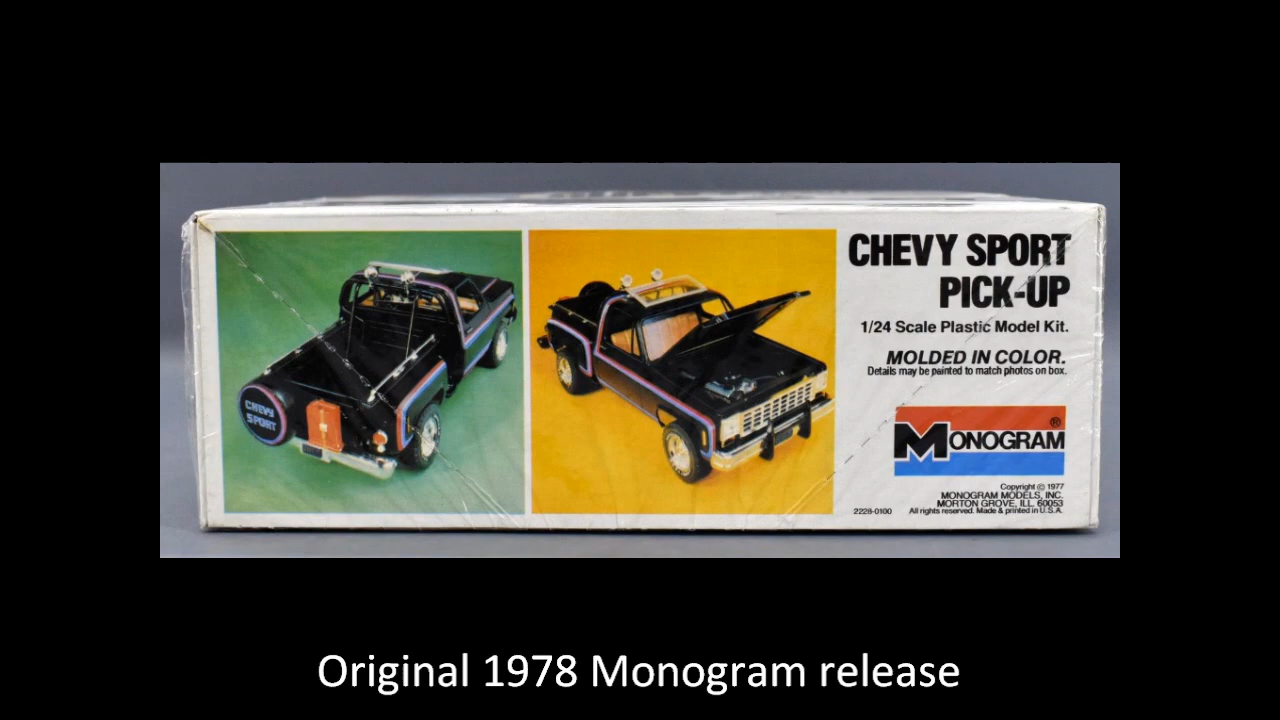 CHEVY SPORT
PICK-UP
1/24 Scale Plastic Model Kit.
MOLDED IN COLOR.
Details may be painted to match photos on box.
CHEVY
SPORT
MONOGRAM®
Copyright © 1977
MONOGRAM MODELS, INC.
MORTON GROVE, ILL. 60053
2228-0100 All rights reserved. Made & printed in U.S.A.
Original 1978 Monogram release